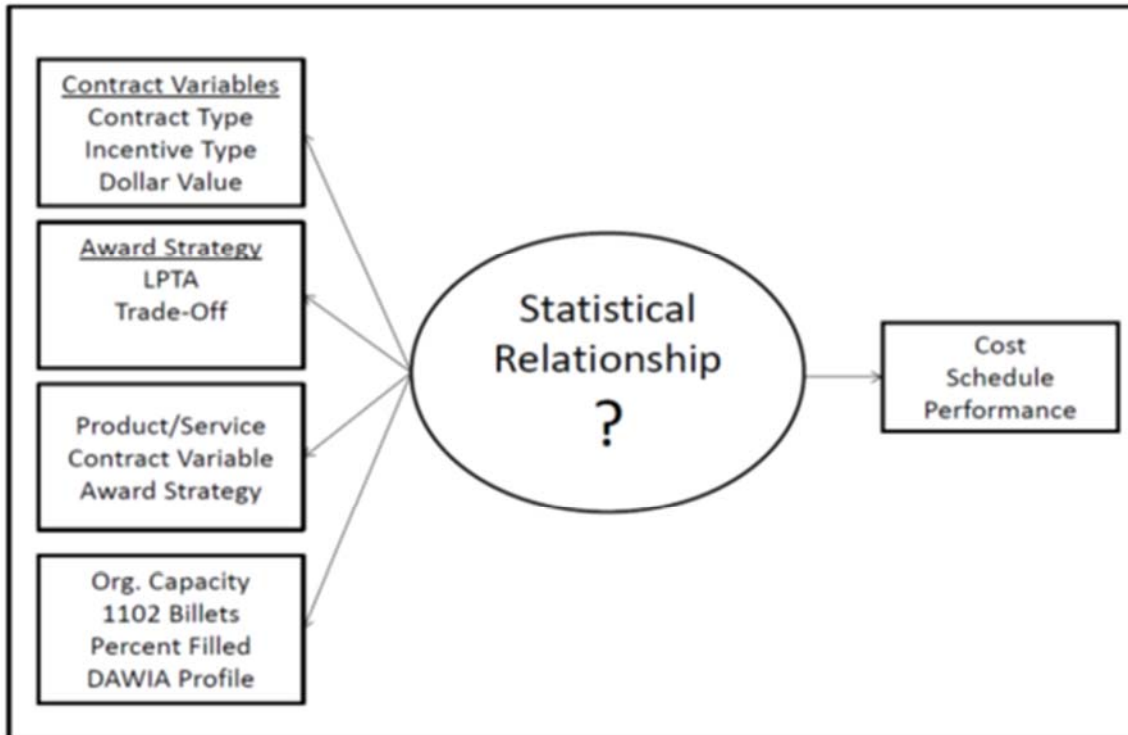 Contract Variables
Contract Type
Incentive Type
Dollar Value
Award Strategy
LPTA
Trade-Off
Product/Service
Contract Variable
Award Strategy
Org. Capacity
1102 Billets
Percent Filled
DAWIA Profile
Statistical
Relationship
?
Cost
Schedule
Performance